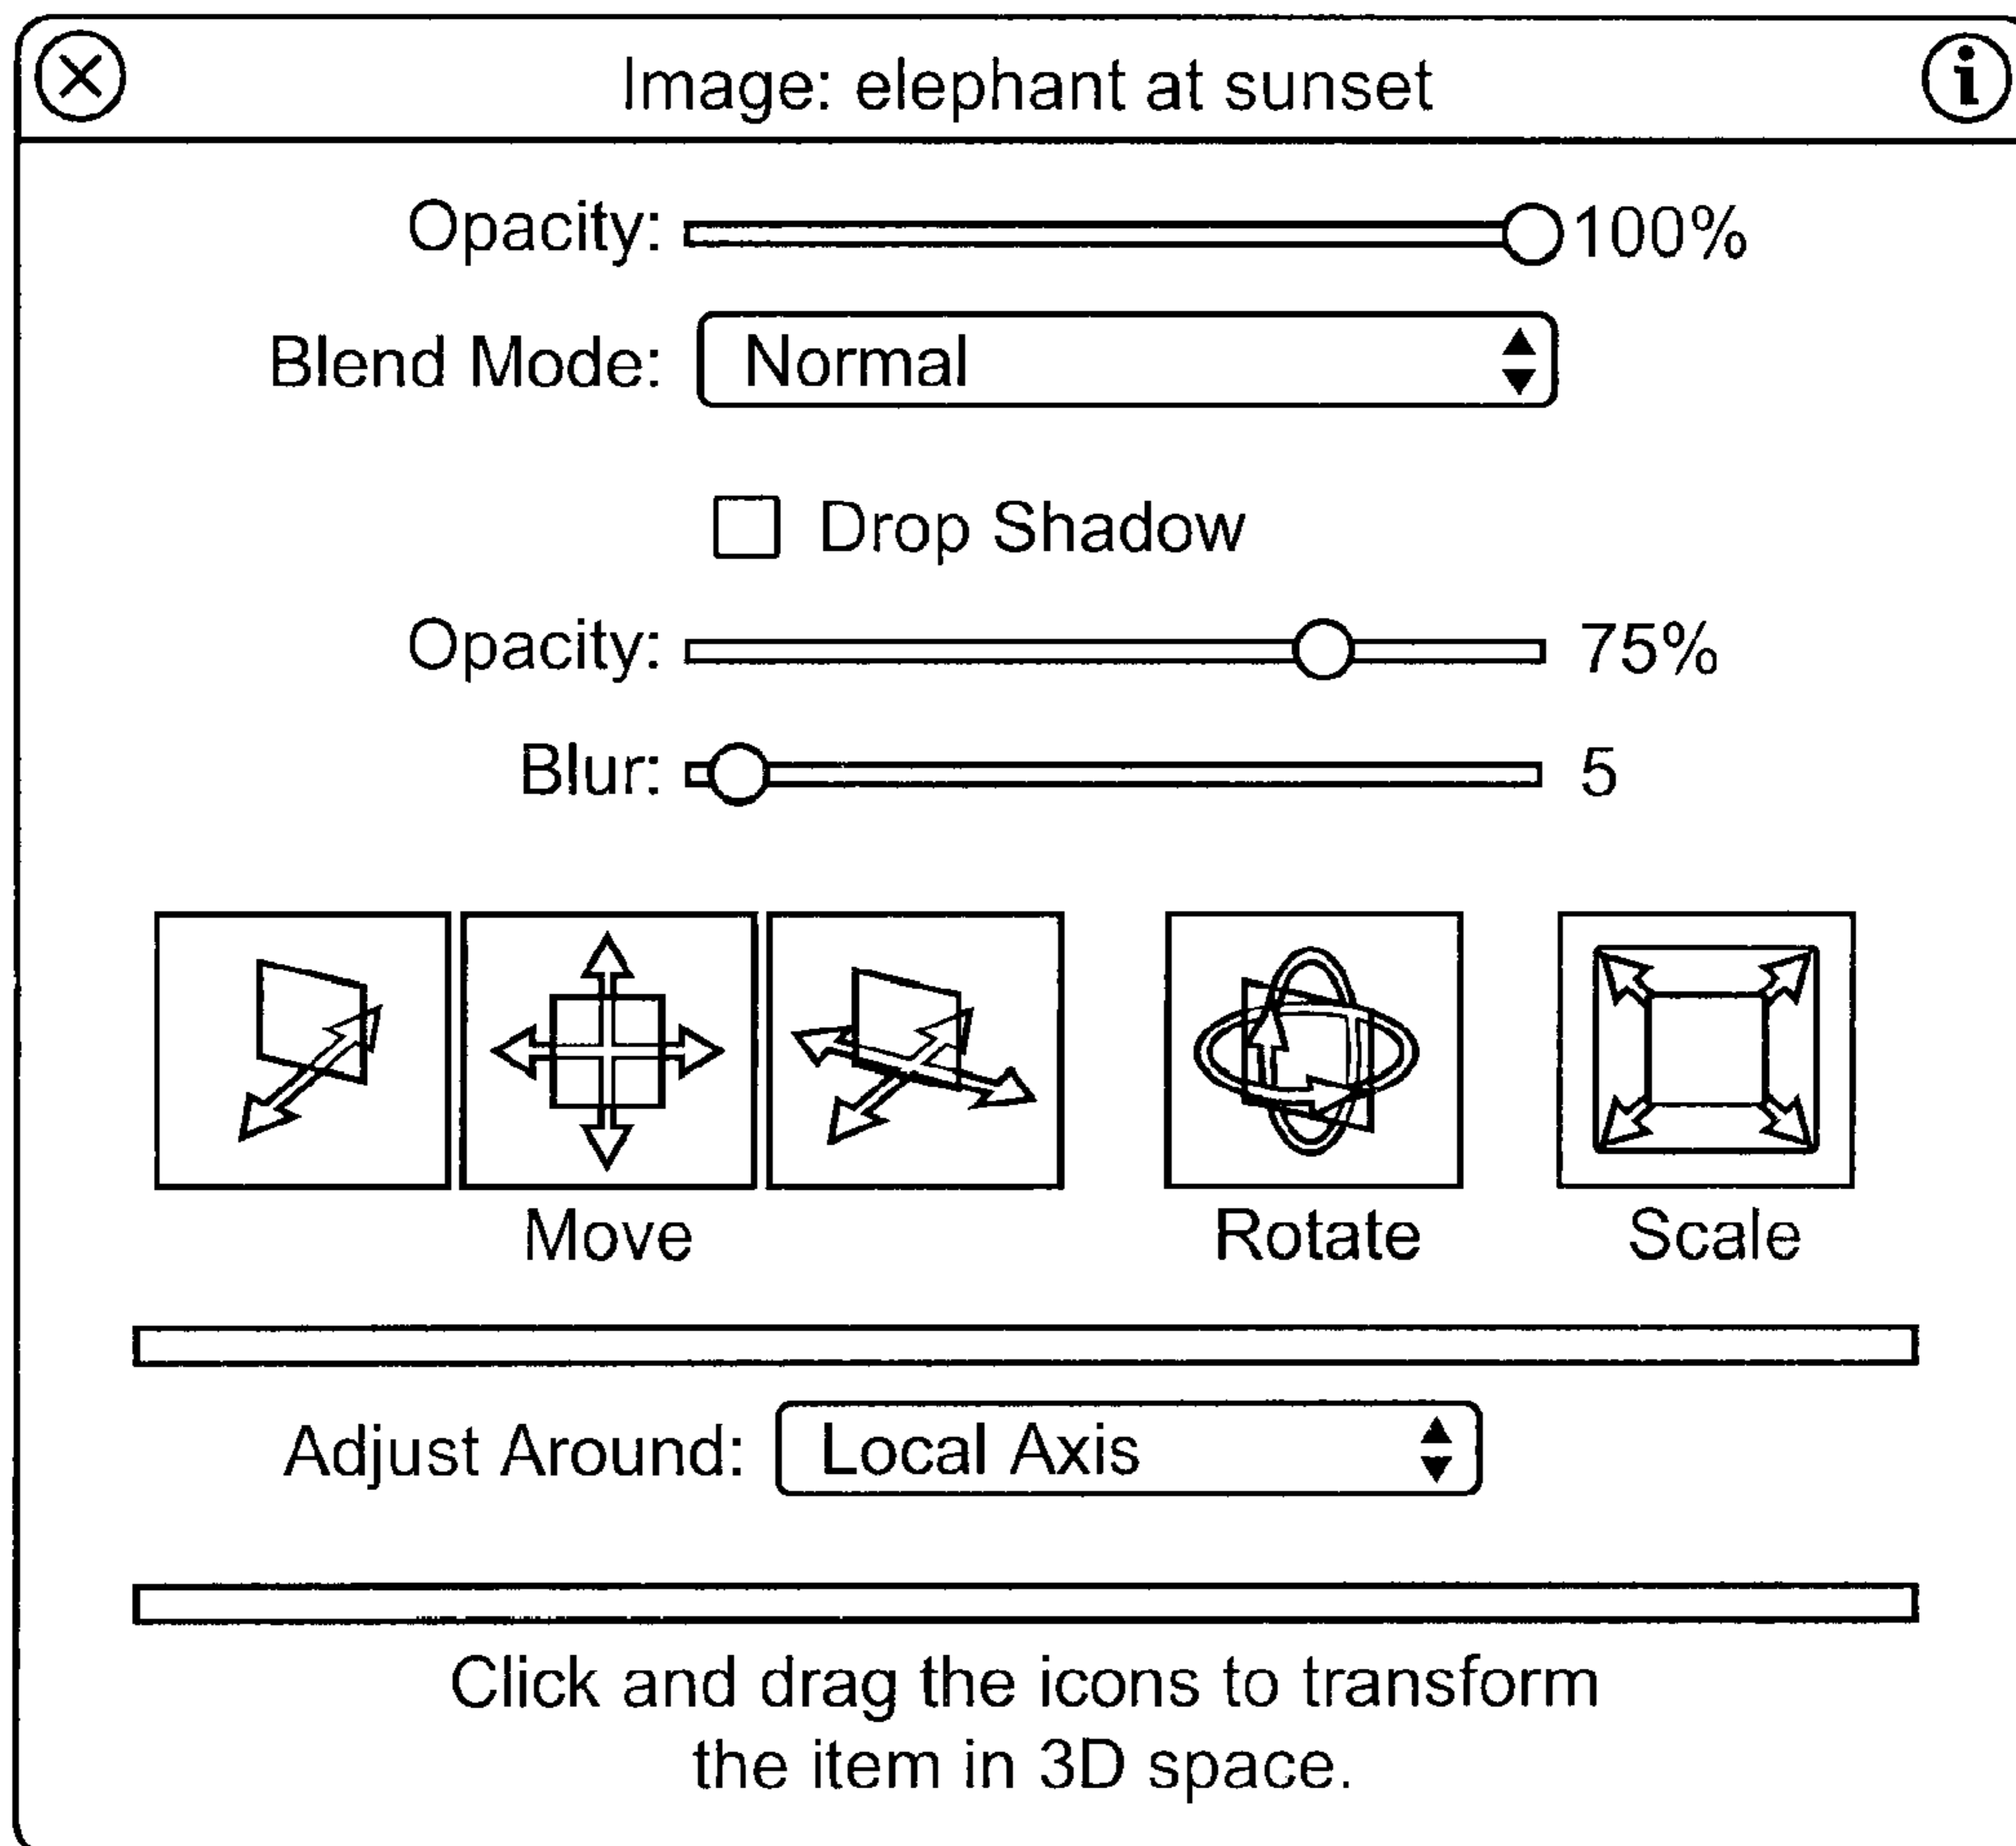 Image: elephant at sunset
Opacity: 100%
Blend Mode: Normal
Drop Shadow
Opacity: 75%
Blur: 5
Move Rotate Scale
Adjust Around: Local Axis
Click and drag the icons to transform
the item in 3D space.